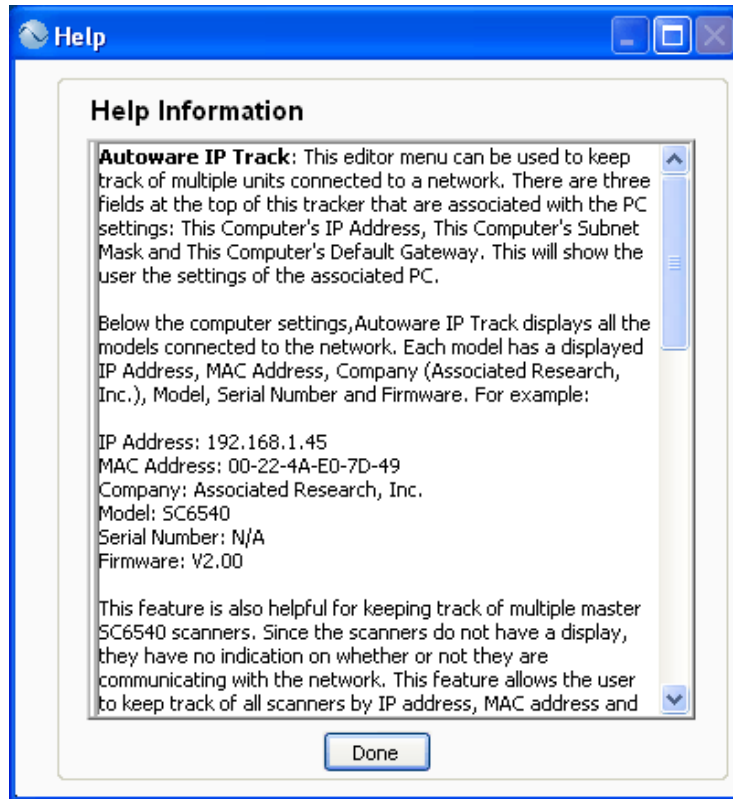 Help
Help Information
Autoware IP Track: This editor menu can be used to keep
track of multiple units connected to a network. There are three
fields at the top of this tracker that are associated with the PC
settings: This Computer's IP Address, This Computer's Subnet
Mask and This Computer's Default Gateway. This will show the
user the settings of the associated PC.
Below the computer settings,Autoware IP Track displays all the
models connected to the network. Each model has a displayed
IP Address, MAC Address, Company (Associated Research,
Inc.), Model, Serial Number and Firmware. For example:
IP Address: 192.168.1.45
MAC Address: 00-22-4A-E0-7D-49
Company: Associated Research, Inc.
Model: SC6540
Serial Number: N/A
Firmware: V2.00
This feature is also helpful for keeping track of multiple master
SC6540 scanners. Since the scanners do not have a display,
they have no indication on whether or not they are
communicating with the network. This feature allows the user
to keep track of all scanners by IP address, MAC address and
Done